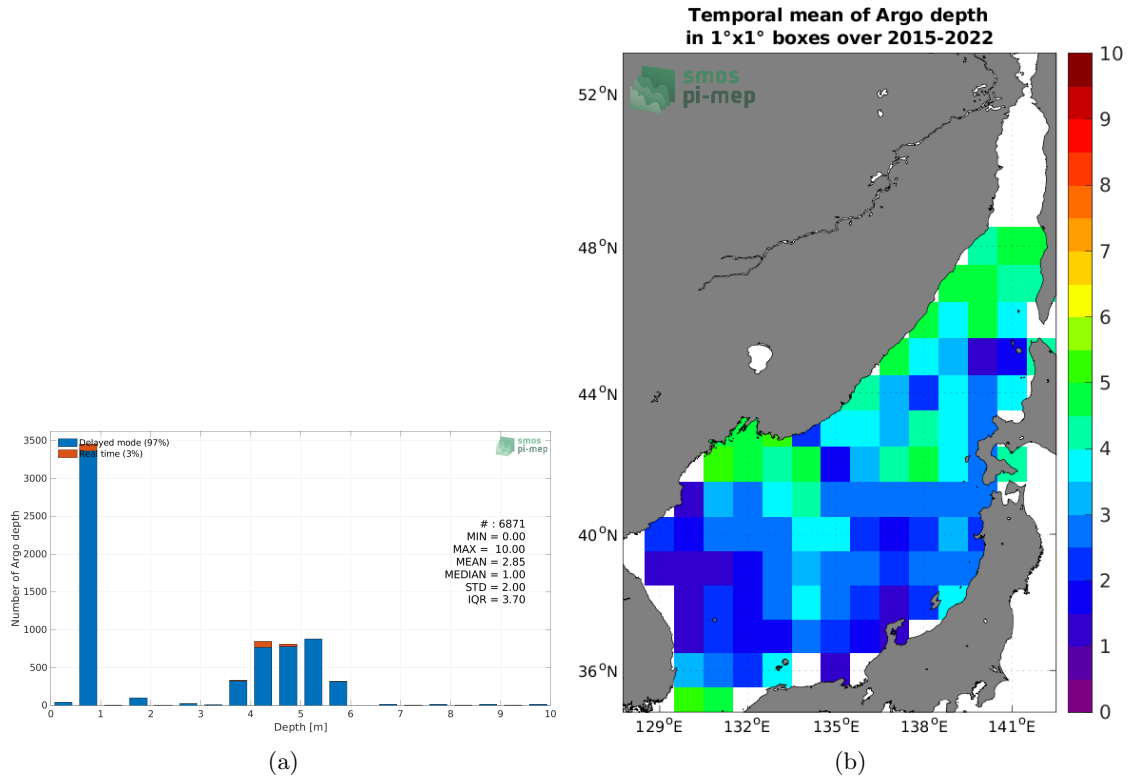 Temporal mean of Argo depth
in 1°x1° boxes over 2015-2022
smos
pi-mep
52°N
48°N
44°N
40°N
36°N
129°E
132°E
135°E
138°E
141°E
10
9
8
7
6
5
4
3
2
1
0
Delayed mode (97%)
Real time (3%)
smos
pi-mep
# : 6871
MIN = 0.00
MAX = 10.00
MEAN = 2.85
MEDIAN = 1.00
STD = 2.00
IQR = 3.70
Number of Argo depth
3500
3000
2500
2000
1500
1000
500
0
0 1 2 3 4 5 6 7 8 9 10
Depth [m]
(a)
(b)